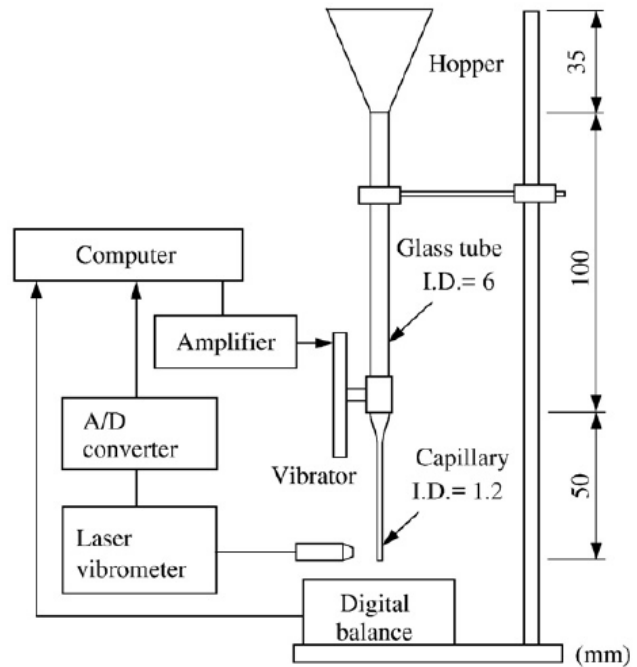 Hopper
35
Glass tube
I.D.= 6
100
Computer
Amplifier
A/D
converter
Vibrator
Capillary
I.D.= 1.2
50
Laser
vibrometer
Digital
balance
(mm)